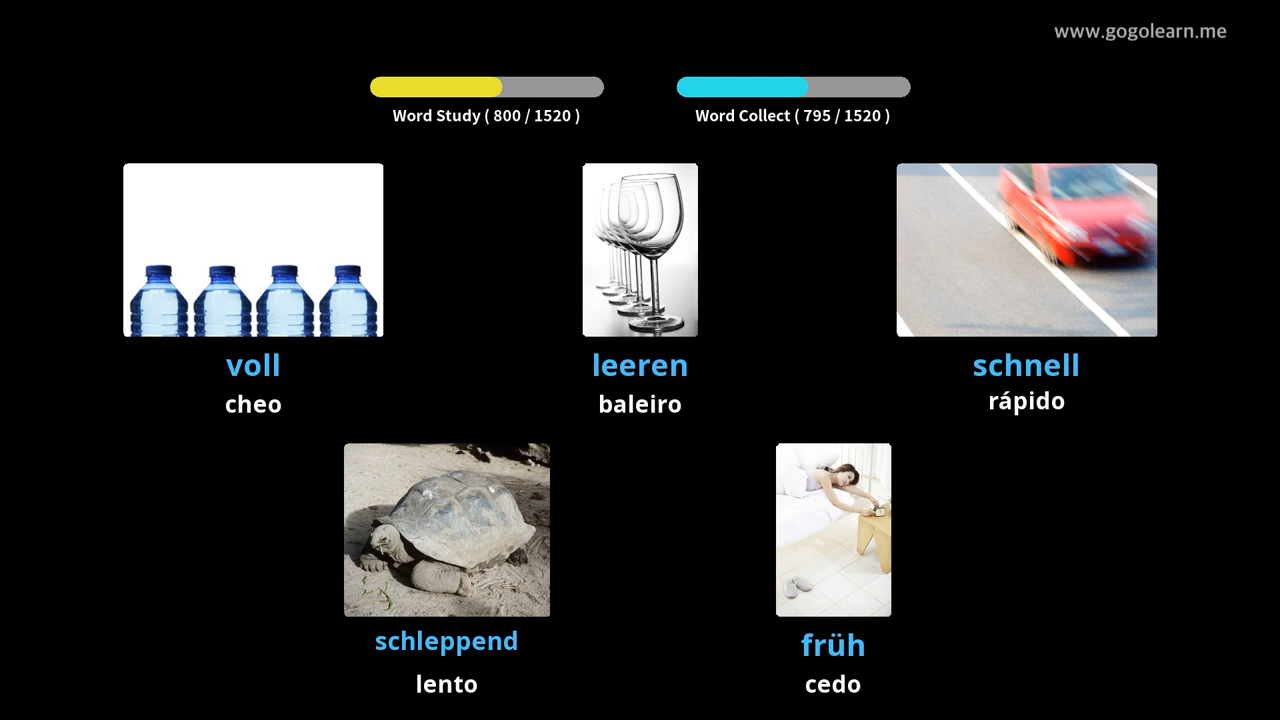 www.gogolearn.me
Word Study ( 800 / 1520 )
Word Collect ( 795 / 1520 )
voll
cheo
leeren
baleiro
schnell
rápido
schleppend
lento
früh
cedo